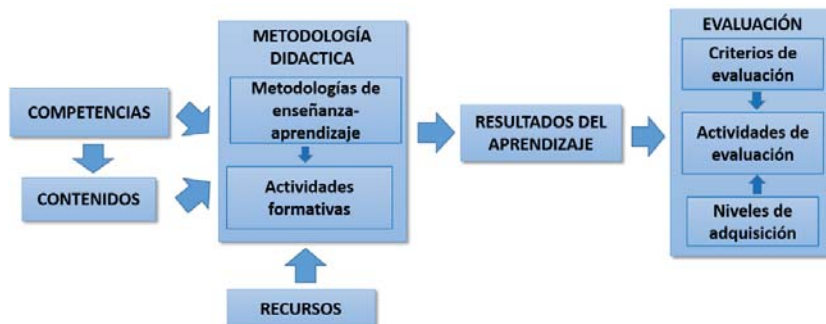 COMPETENCIAS
CONTENIDOS
METODOLOGÍA
DIDACTICA
Metodologías de
enseñanza-
aprendizaje
Actividades
formativas
RECURSOS
RESULTADOS DEL
APRENDIZAJE
EVALUACIÓN
Criterios de
evaluación
Actividades de
evaluación
Niveles de
adquisición